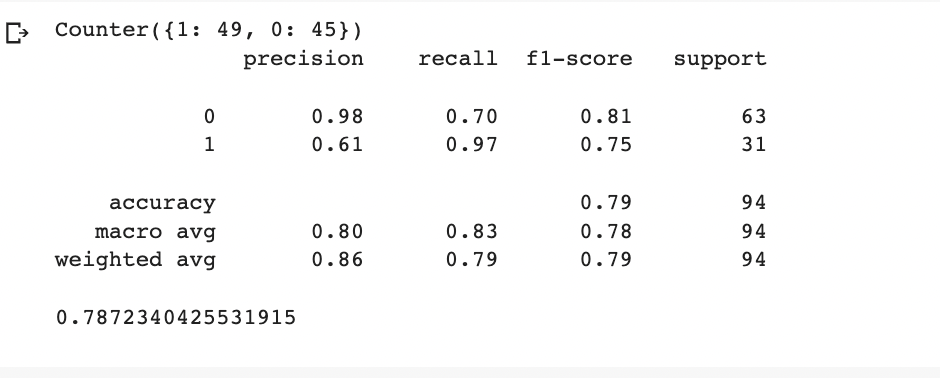 Counter({1: 49, 0: 45})
precision recall f1-score support
0 0.98 0.70 0.81 63
1 0.61 0.97 0.75 31
accuracy 0.79 94
macro avg 0.80 0.83 0.78 94
weighted avg 0.86 0.79 0.79 94
0.7872340425531915